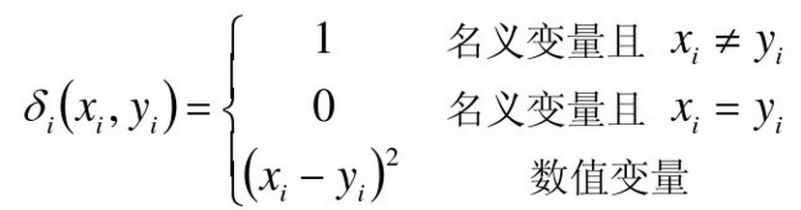 1 名义变量且 xᵢ ≠ yᵢ
δᵢ(xᵢ, yᵢ) = { 0 名义变量且 xᵢ = yᵢ
(xᵢ − yᵢ)² 数值变量